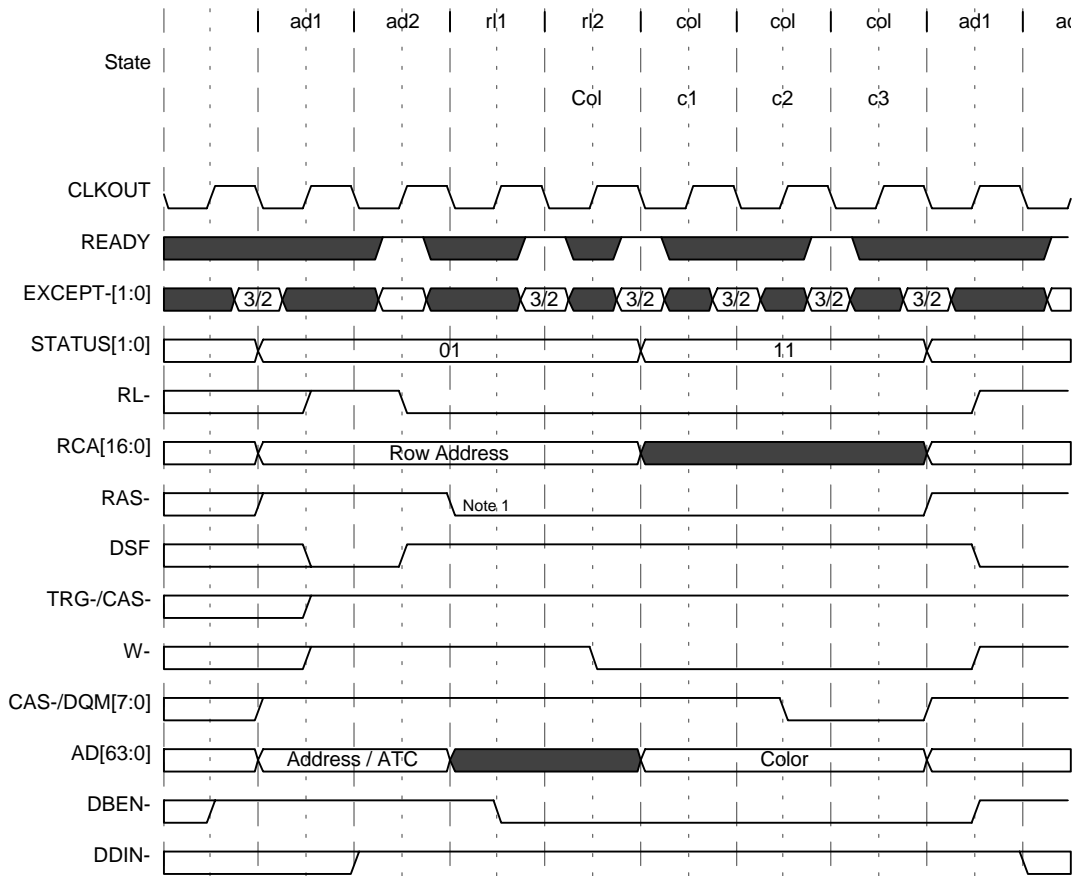 ad1 ad2 rl1 rl2 col col col ad1
State
Col c1 c2 c3
CLKOUT
READY
EXCEPT-[1:0] 3/2 3/2 3/2 3/2 3/2 3/2
STATUS[1:0] 01 11
RL-
RCA[16:0] Row Address
RAS- Note 1
DSF
TRG-/CAS-
W-
CAS-/DQM[7:0]
AD[63:0] Address / ATC Color
DBEN-
DDIN-